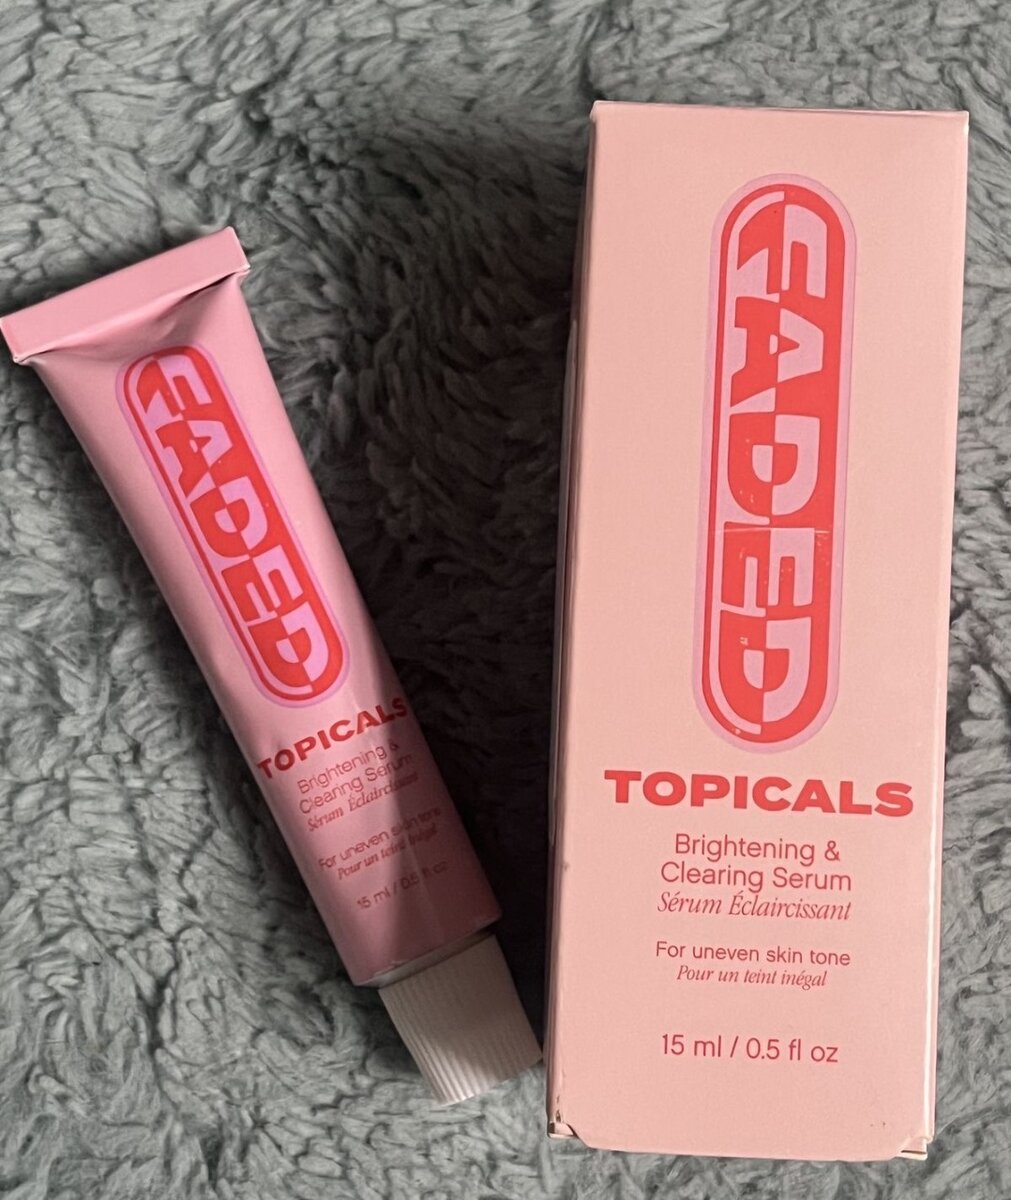 FADED
TOPICALS
Brightening &
Clearing Serum
Sérum Éclaircissant
For uneven skin tone
Pour un teint inégal
15 ml / 0.5 fl oz
FADED
TOPICALS
Brightening &
Clearing Serum
Sérum Éclaircissant
For uneven skin tone
Pour un teint inégal
15 ml / 0.5 fl oz